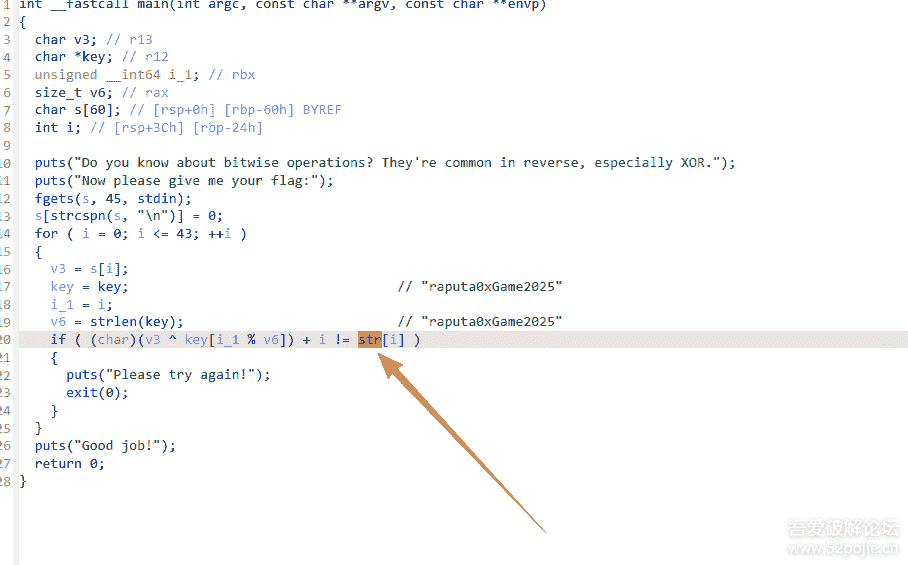 1 int __fastcall main(int argc, const char **argv, const char **envp)
2 {
3 char v3; // r13
4 char *key; // r12
5 unsigned __int64 i_1; // rbx
6 size_t v6; // rax
7 char s[60]; // [rsp+0h] [rbp-60h] BYREF
8 int i; // [rsp+3Ch] [rbp-24h]
9
10 puts("Do you know about bitwise operations? They're common in reverse, especially XOR.");
11 puts("Now please give me your flag:");
12 fgets(s, 45, stdin);
13 s[strcspn(s, "\n")] = 0;
14 for ( i = 0; i <= 43; ++i )
15 {
16 v3 = s[i];
17 key = key; // "raputa0xGame2025"
18 i_1 = i;
19 v6 = strlen(key); // "raputa0xGame2025"
20 if ( (char)(v3 ^ key[i_1 % v6]) + i != str[i] )
21 {
22 puts("Please try again!");
23 exit(0);
24 }
25 }
26 puts("Good job!");
27 return 0;
28 }
吾爱破解论坛
www.52pojie.cn